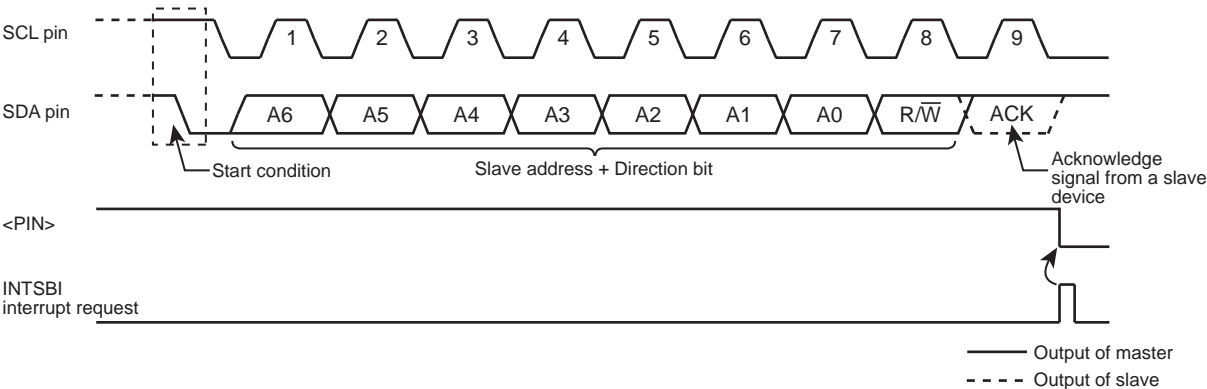 SCL pin
1 2 3 4 5 6 7 8 9
SDA pin
A6 A5 A4 A3 A2 A1 A0 R/W̅ ACK
Start condition
Slave address + Direction bit
Acknowledge
signal from a slave
device
<PIN>
INTSBI
interrupt request
Output of master
Output of slave